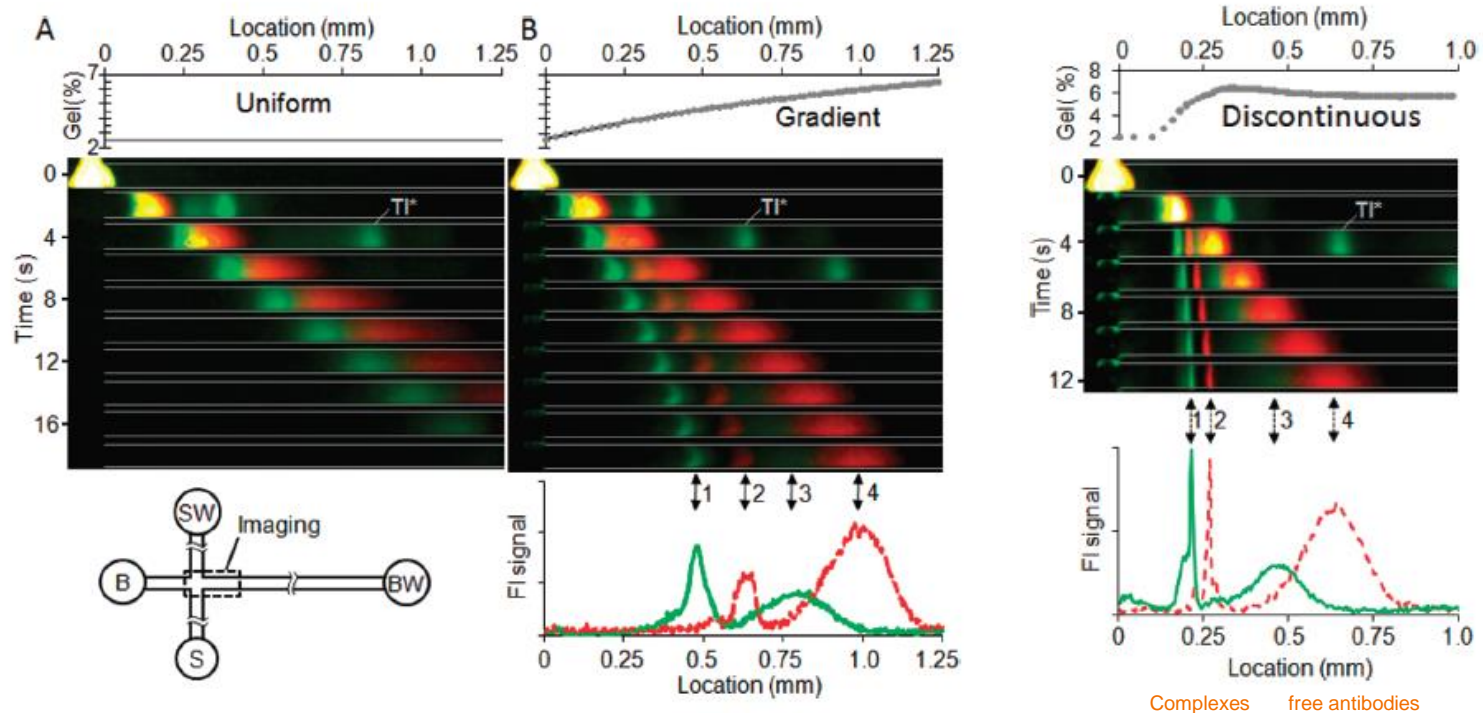 A
Location (mm)
0 0.25 0.50 0.75 1.0 1.25
Gel(%)
7
2
Uniform
Time (s)
0
4
8
12
16
TI*
B
Location (mm)
0 0.25 0.50 0.75 1.0 1.25
Gradient
TI*
1 2 3 4
FI signal
0 0.25 0.5 0.75 1.0 1.25
Location (mm)
SW
Imaging
B
BW
S
Location (mm)
0 0.25 0.50 0.75 1.0
Gel( %)
8
6
4
2
Discontinuous
Time (s)
0
4
8
12
TI*
1 2 3 4
FI signal
0 0.25 0.5 0.75 1.0
Location (mm)
Complexes free antibodies